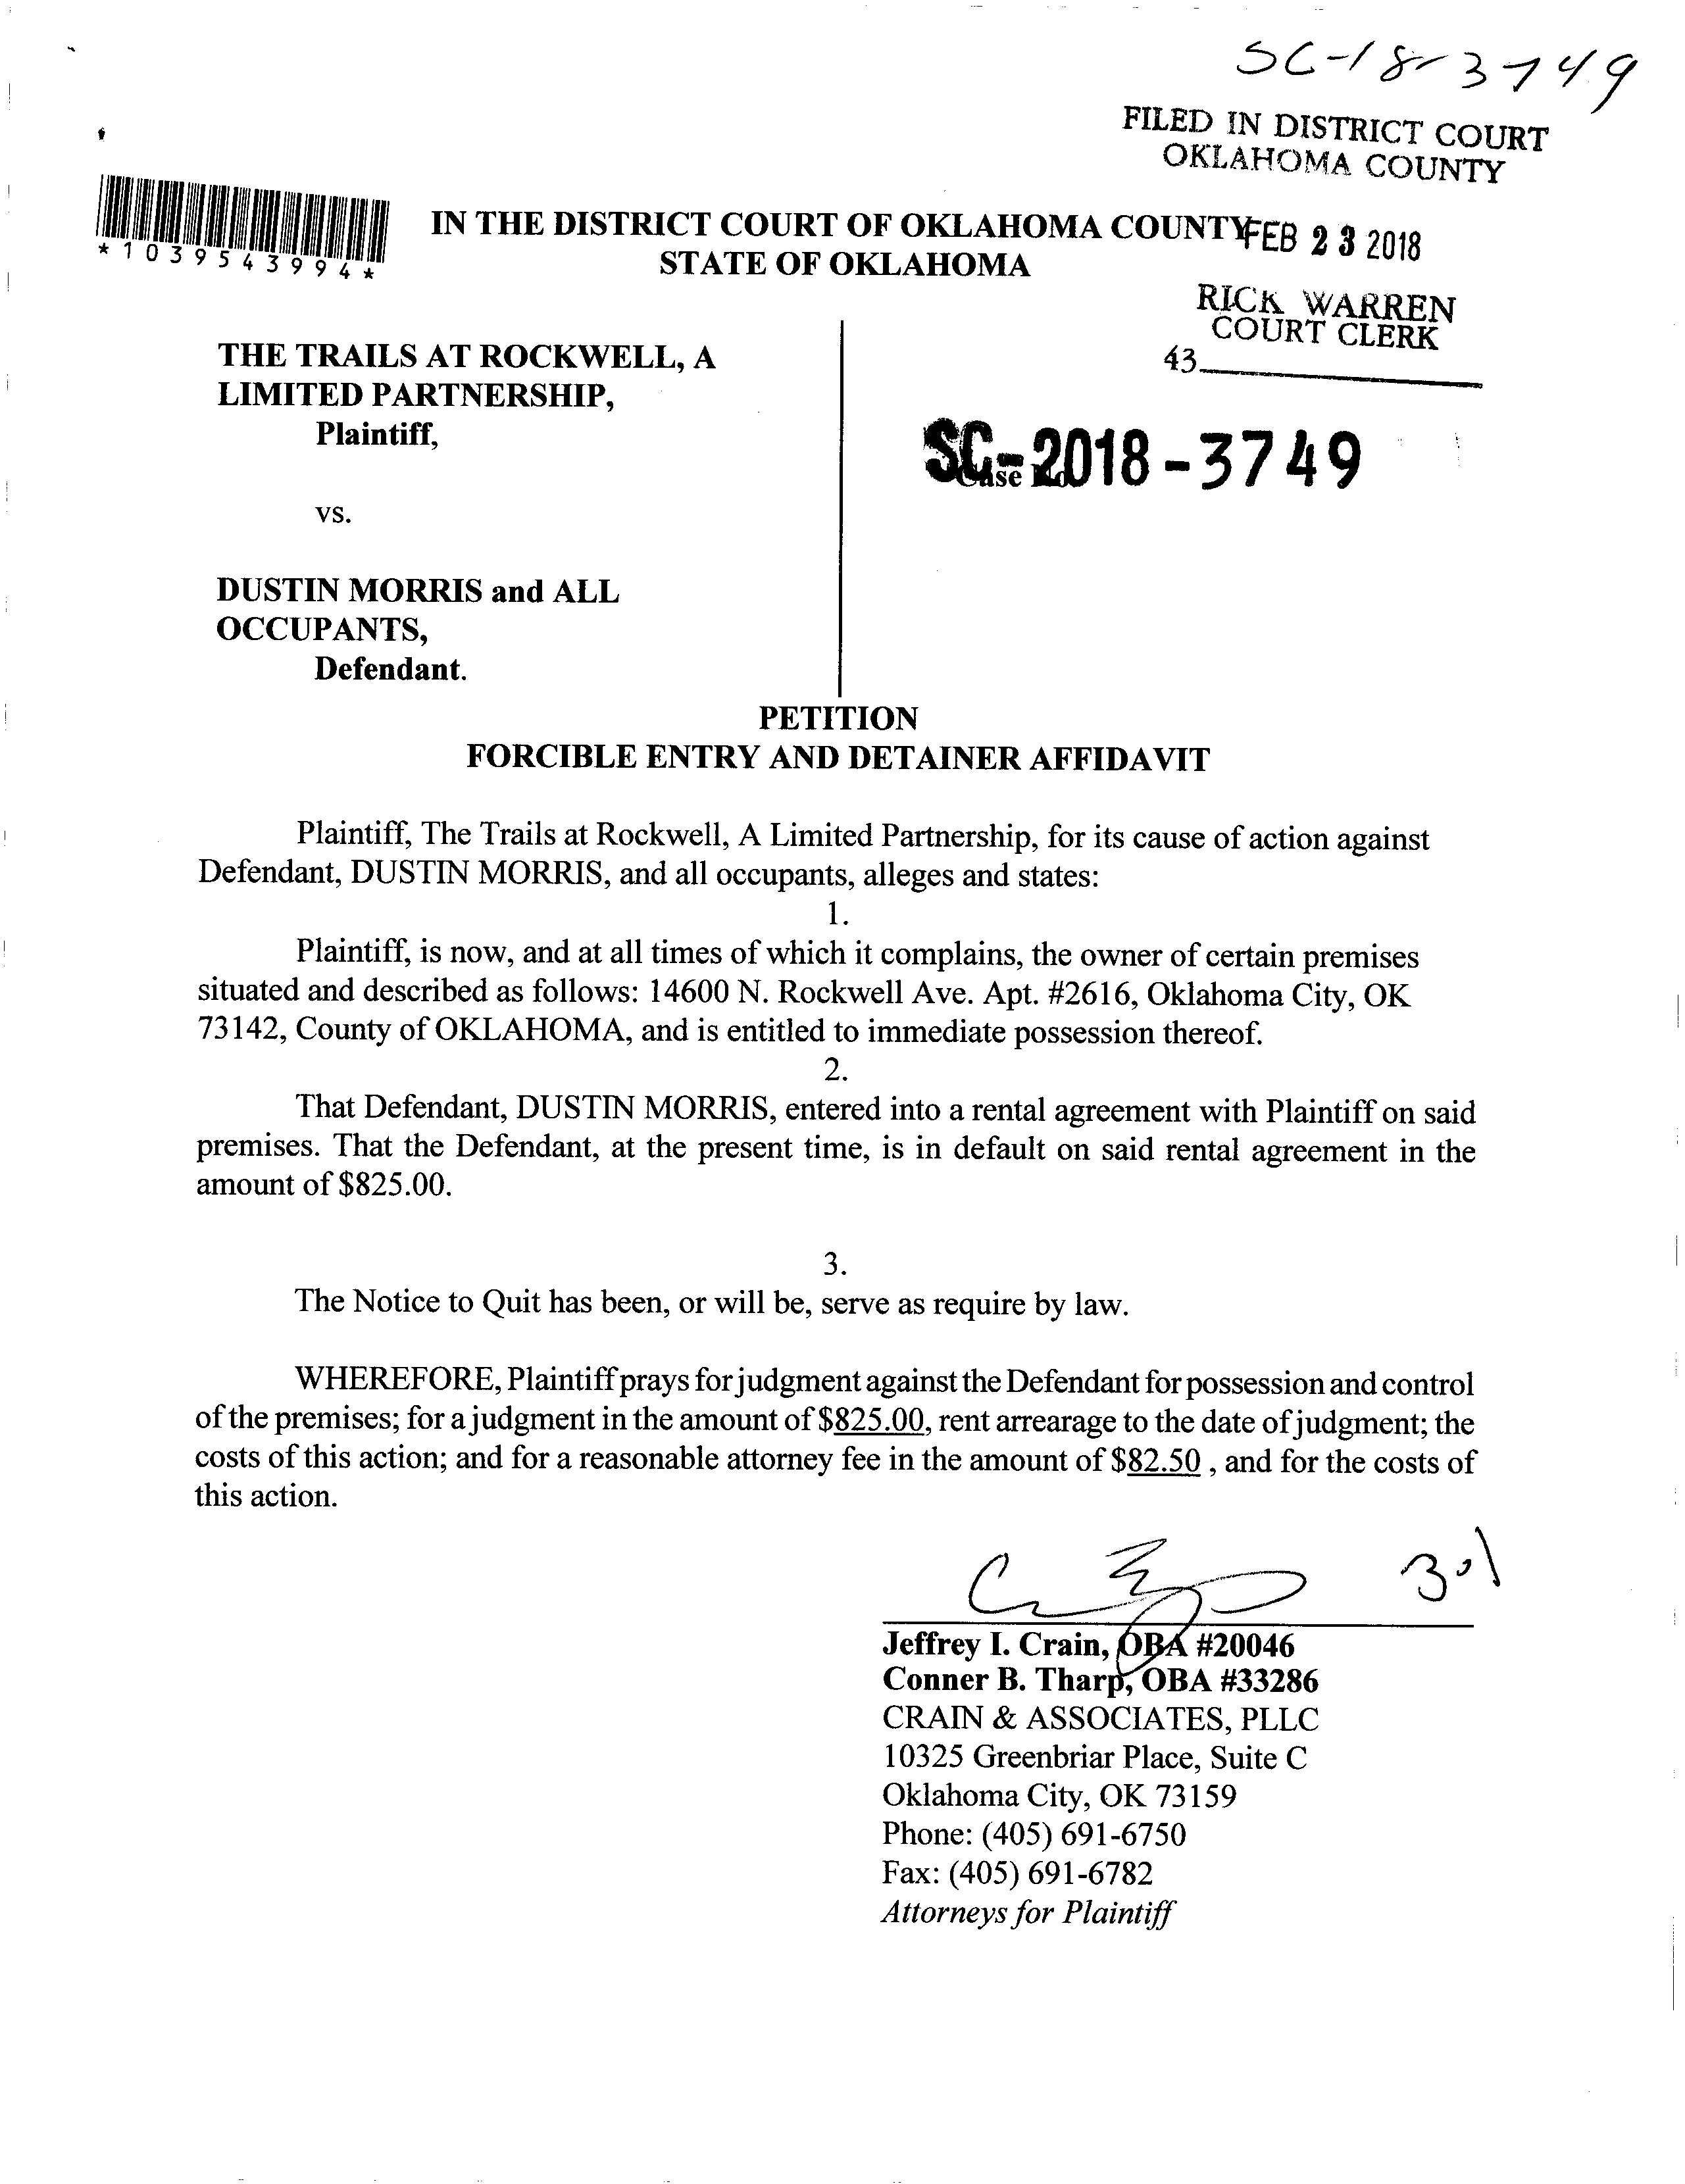 SC-18-3749
FILED IN DISTRICT COURT
OKLAHOMA COUNTY
*1039543994*
IN THE DISTRICT COURT OF OKLAHOMA COUNTY
FEB 23 2018
STATE OF OKLAHOMA
RICK WARREN
COURT CLERK
43
THE TRAILS AT ROCKWELL, A
LIMITED PARTNERSHIP,
Plaintiff,
SC-2018-3749
Case No.
vs.
DUSTIN MORRIS and ALL
OCCUPANTS,
Defendant.
PETITION
FORCIBLE ENTRY AND DETAINER AFFIDAVIT
Plaintiff, The Trails at Rockwell, A Limited Partnership, for its cause of action against
Defendant, DUSTIN MORRIS, and all occupants, alleges and states:
1.
Plaintiff, is now, and at all times of which it complains, the owner of certain premises
situated and described as follows: 14600 N. Rockwell Ave. Apt. #2616, Oklahoma City, OK
73142, County of OKLAHOMA, and is entitled to immediate possession thereof.
2.
That Defendant, DUSTIN MORRIS, entered into a rental agreement with Plaintiff on said
premises. That the Defendant, at the present time, is in default on said rental agreement in the
amount of $825.00.
3.
The Notice to Quit has been, or will be, serve as require by law.
WHEREFORE, Plaintiff prays for judgment against the Defendant for possession and control
of the premises; for a judgment in the amount of $825.00, rent arrearage to the date of judgment; the
costs of this action; and for a reasonable attorney fee in the amount of $82.50 , and for the costs of
this action.
Jeffrey I. Crain, OBA #20046
Conner B. Tharp, OBA #33286
CRAIN & ASSOCIATES, PLLC
10325 Greenbriar Place, Suite C
Oklahoma City, OK 73159
Phone: (405) 691-6750
Fax: (405) 691-6782
Attorneys for Plaintiff